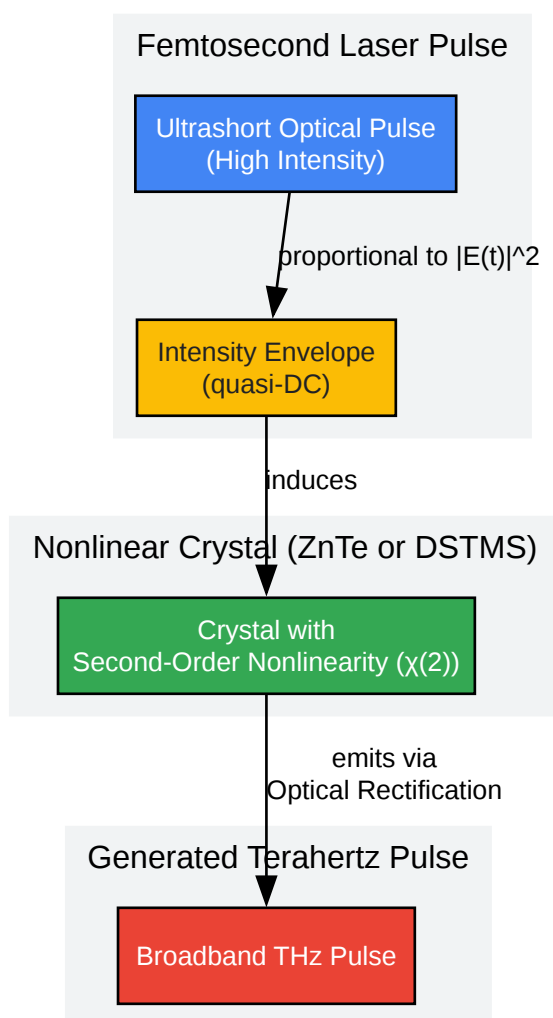 Femtosecond Laser Pulse
Ultrashort Optical Pulse
(High Intensity)
proportional to |E(t)|^2
Intensity Envelope
(quasi-DC)
induces
Nonlinear Crystal (ZnTe or DSTMS)
Crystal with
Second-Order Nonlinearity (χ(2))
emits via
Optical Rectification
Generated Terahertz Pulse
Broadband THz Pulse